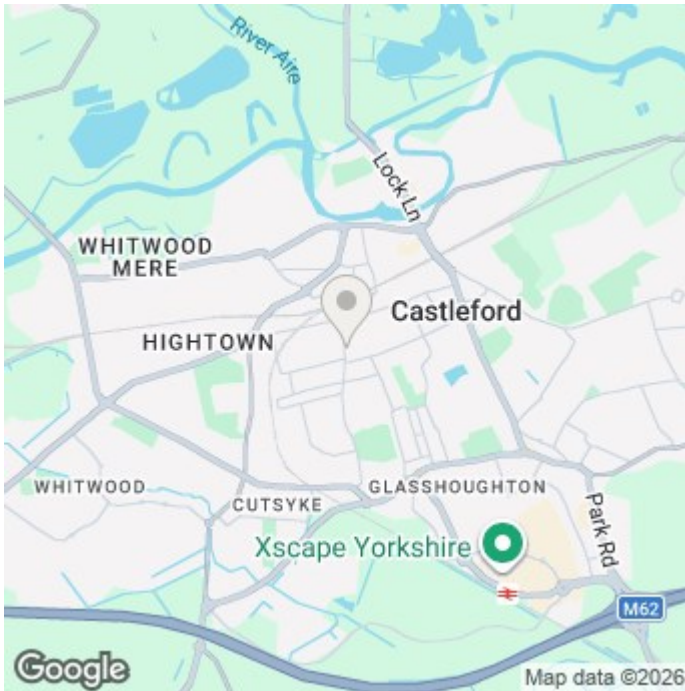 River Aire
Lock Ln
WHITWOOD
MERE
Castleford
HIGHTOWN
WHITWOOD
GLASSHOUGHTON
CUTSYKE
Park Rd
Xscape Yorkshire
M62
Google
Map data ©2026